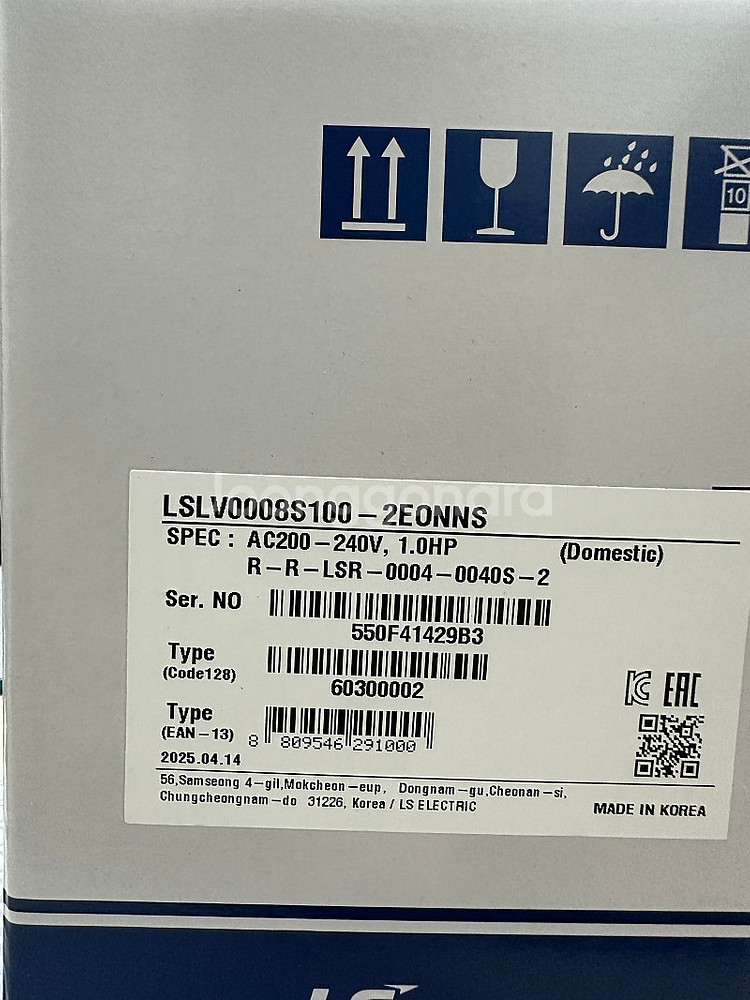 10
joonggonara
LSLV0008S100-2EONNS
SPEC : AC200-240V, 1.0HP (Domestic)
R-R-LSR-0004-0040S-2
Ser. NO
550F41429B3
Type
(Code128)
60300002
Type
(EAN-13)
8 809546 291000
2025.04.14
EAC
56,Samseong 4-gil,Mokcheon-eup, Dongnam-gu,Cheonan-si,
Chungcheongnam-do 31226, Korea / LS ELECTRIC
MADE IN KOREA
LS